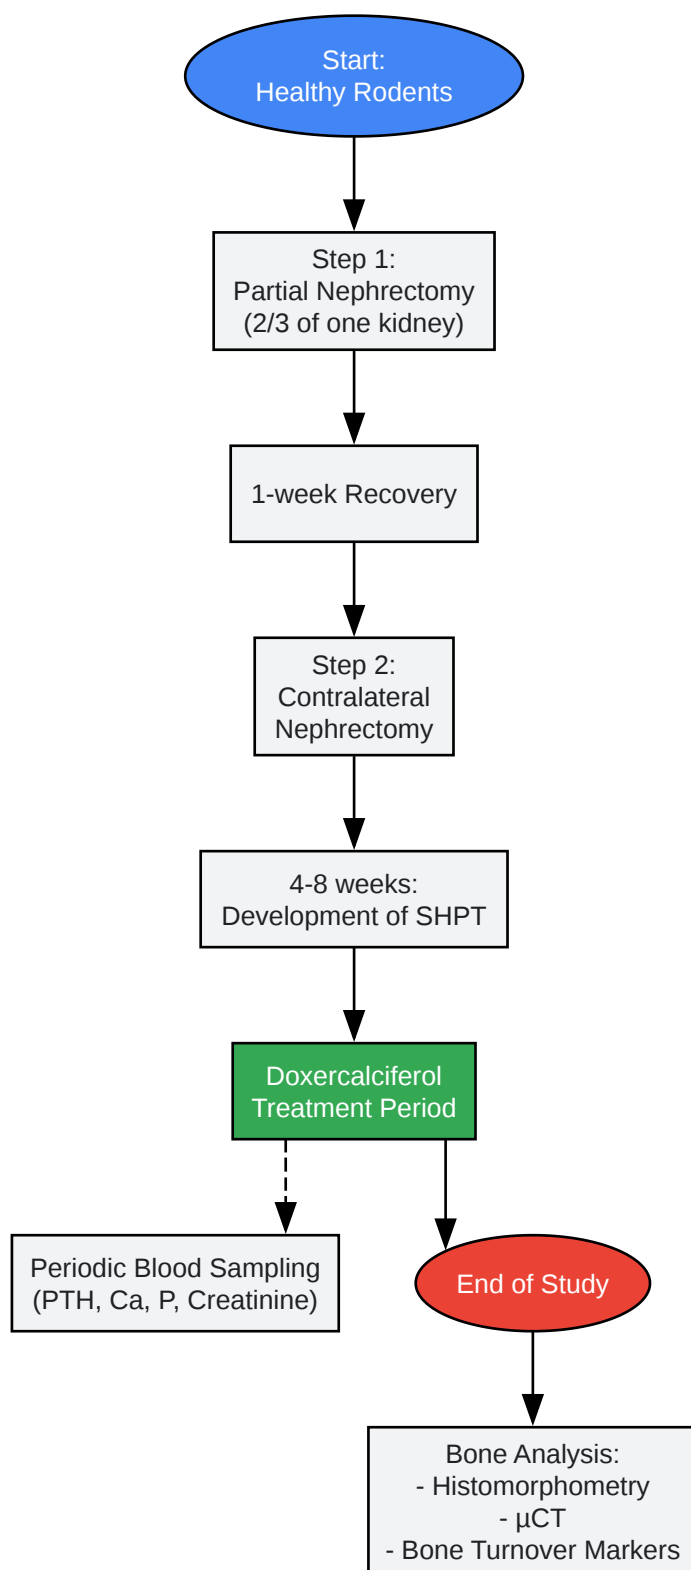 Start:
Healthy Rodents
Step 1:
Partial Nephrectomy
(2/3 of one kidney)
1-week Recovery
Step 2:
Contralateral
Nephrectomy
4-8 weeks:
Development of SHPT
Doxercalciferol
Treatment Period
Periodic Blood Sampling
(PTH, Ca, P, Creatinine)
End of Study
Bone Analysis:
- Histomorphometry
- µCT
- Bone Turnover Markers